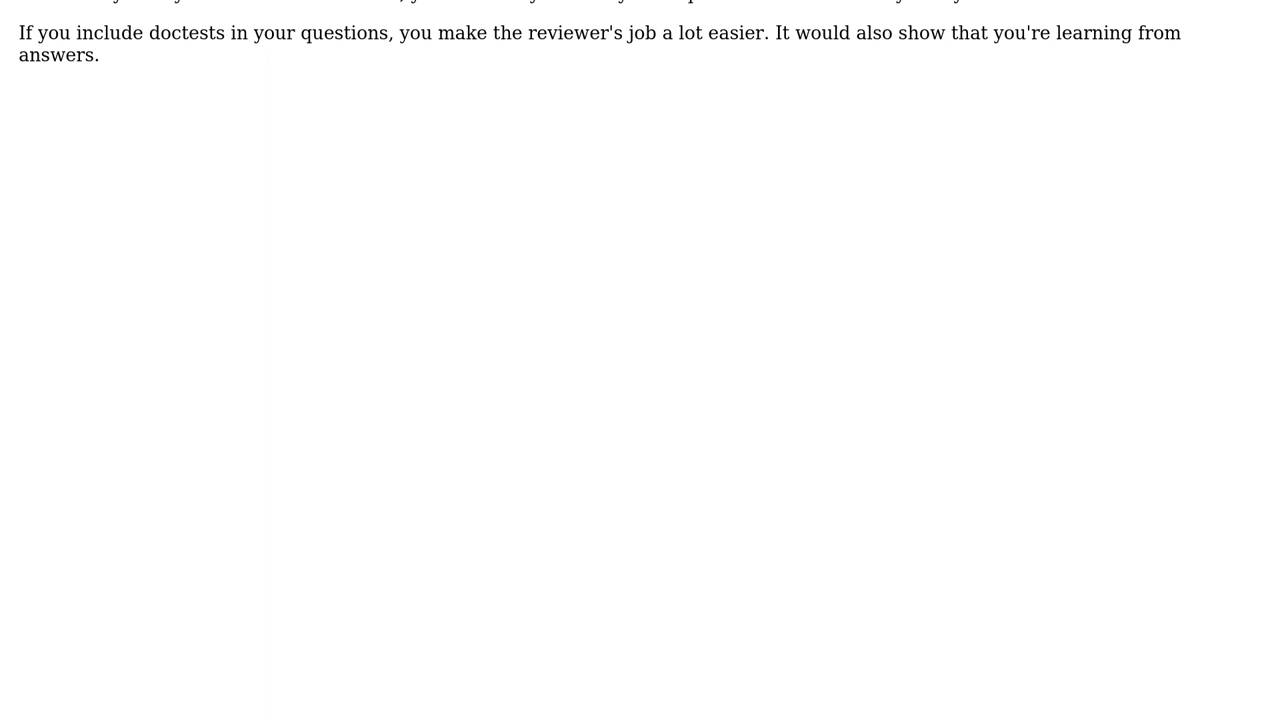 If you include doctests in your questions, you make the reviewer's job a lot easier. It would also show that you're learning from
answers.